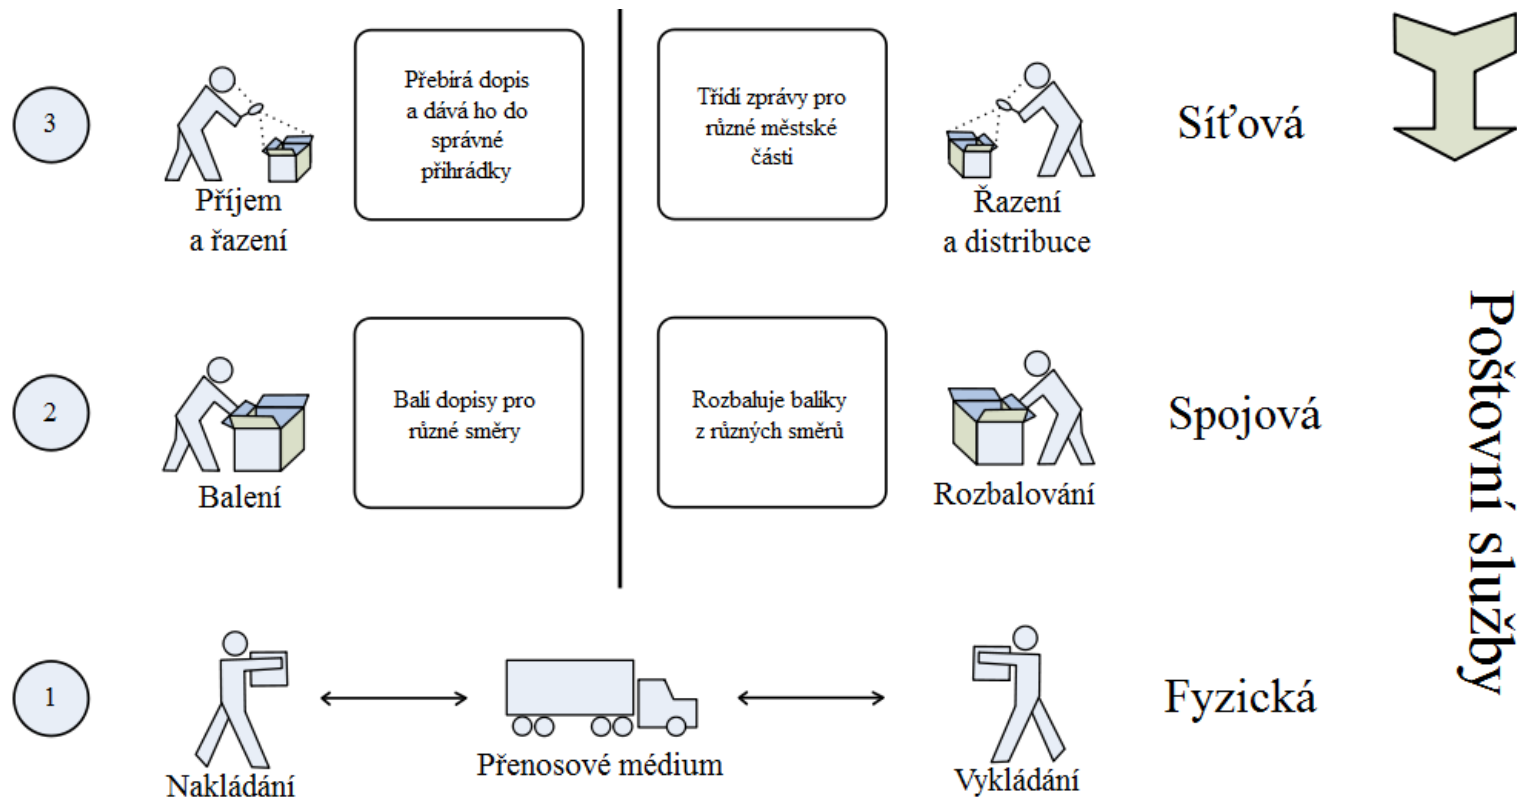 3
Příjem
a řazení
Přebírá dopis
a dává ho do
správné
přihrádky
Třídí zprávy pro
různé městské
části
Řazení
a distribuce
Síťová
2
Balení
Balí dopisy pro
různé směry
Rozbaluje balíky
z různých směrů
Rozbalování
Spojová
1
Nakládání
Přenosové médium
Vykládání
Fyzická
Poštovní služby